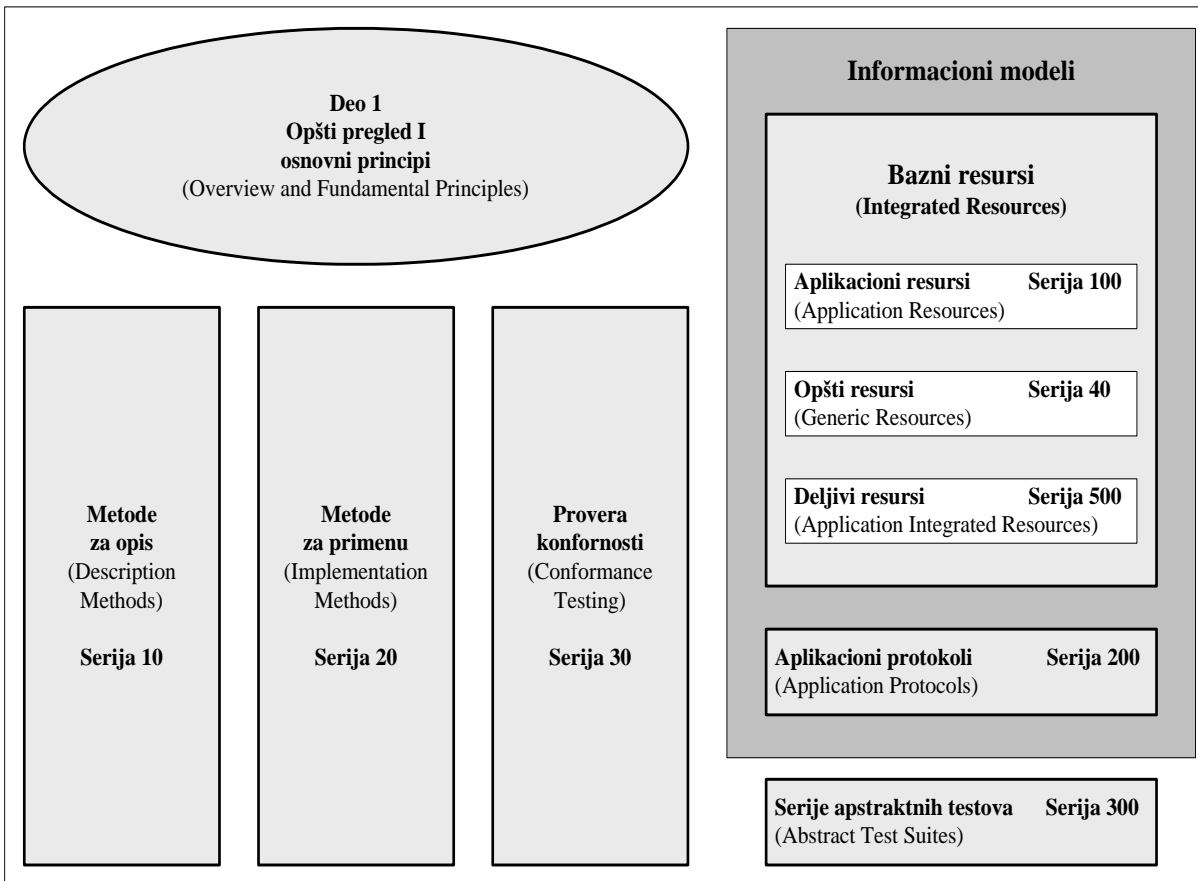 Deo 1
Opšti pregled I
osnovni principi
(Overview and Fundamental Principles)
Metode
za opis
(Description
Methods)
Serija 10
Metode
za primenu
(Implementation
Methods)
Serija 20
Provera
konfornosti
(Conformance
Testing)
Serija 30
Informacioni modeli
Bazni resursi
(Integrated Resources)
Aplikacioni resursi Serija 100
(Application Resources)
Opšti resursi Serija 40
(Generic Resources)
Deljivi resursi Serija 500
(Application Integrated Resources)
Aplikacioni protokoli Serija 200
(Application Protocols)
Serije apstraktnih testova Serija 300
(Abstract Test Suites)